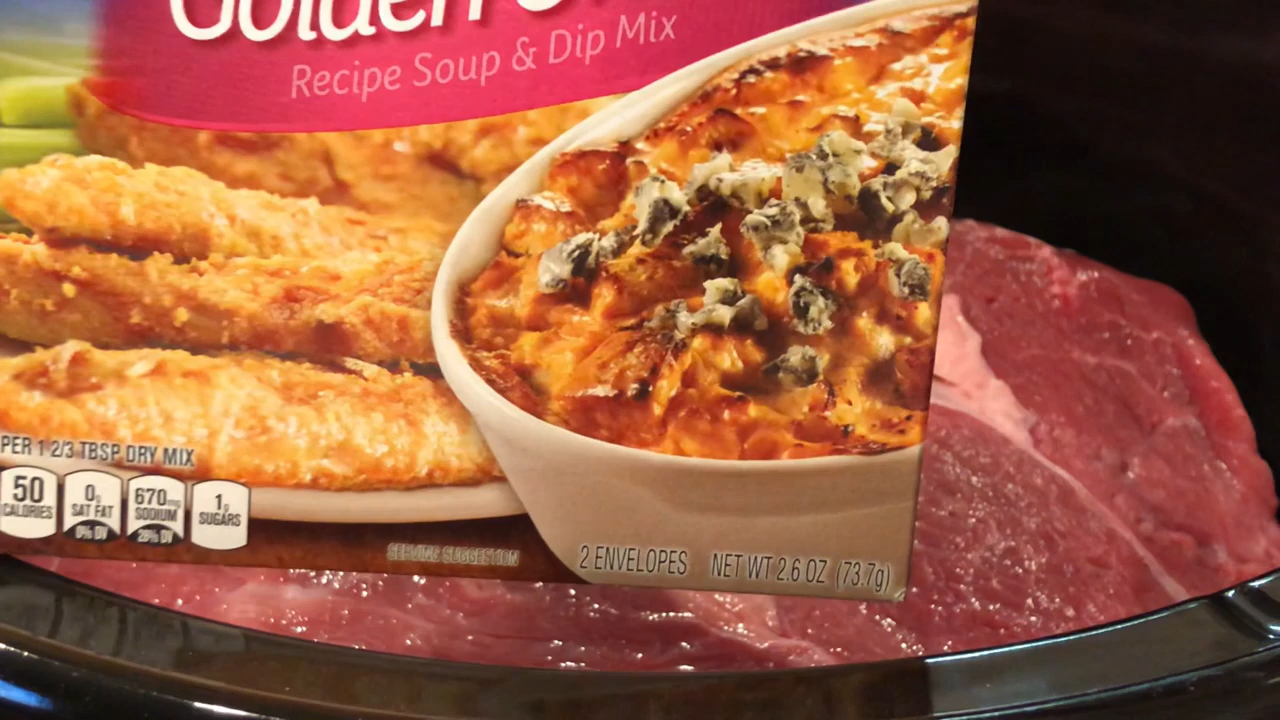 Golden
Recipe Soup & Dip Mix
PER 1 2/3 TBSP DRY MIX
50
CALORIES
0g
SAT FAT
0% DV
670mg
SODIUM
28% DV
1g
SUGARS
SERVING SUGGESTION
2 ENVELOPES NET WT 2.6 OZ (73.7g)